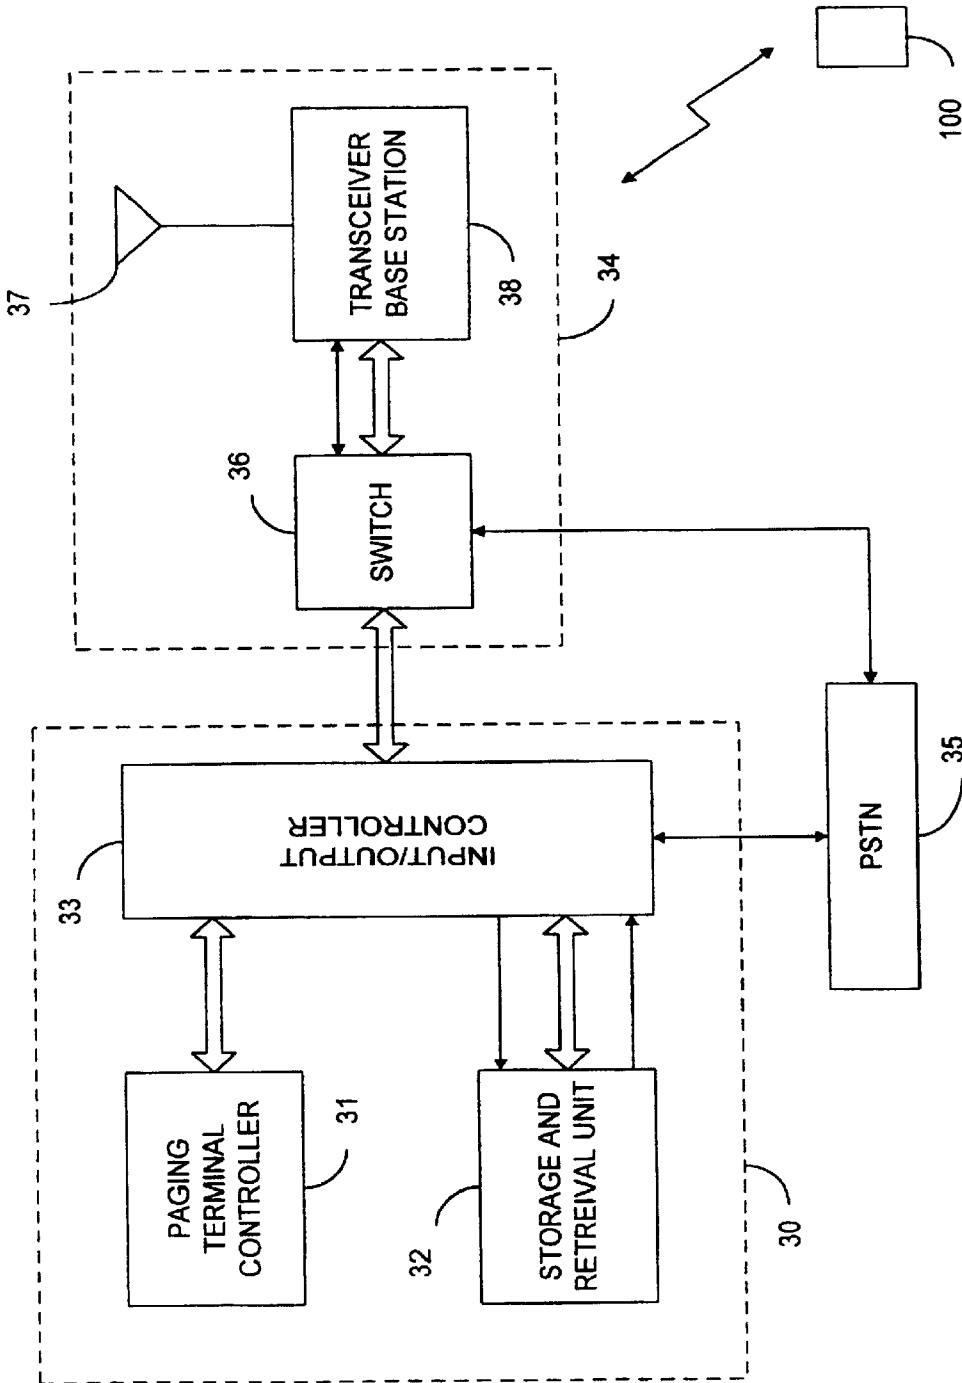 37
TRANSCEIVER
BASE STATION
38
34
100
36
SWITCH
33
INPUT/OUTPUT
CONTROLLER
PSTN
35
PAGING
TERMINAL
CONTROLLER
31
32
STORAGE AND
RETREIVAL UNIT
30